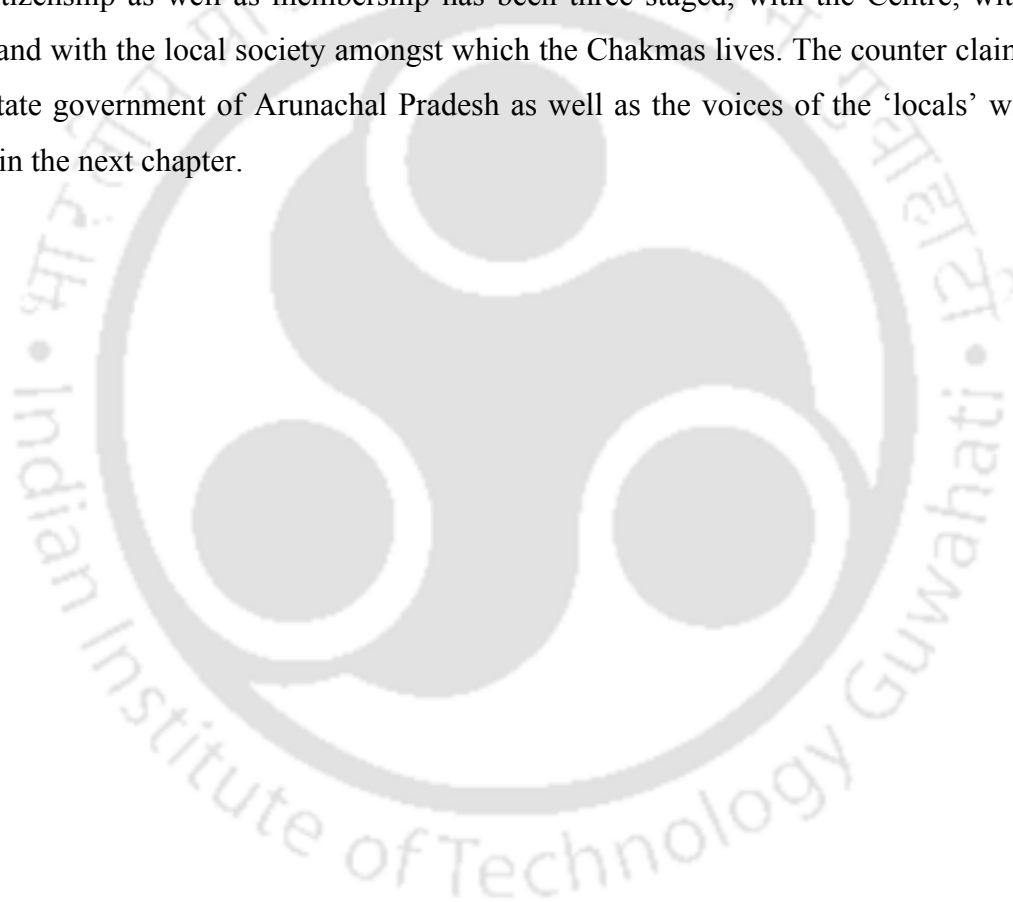 tizenship as well as membership has been three staged, with the Centre, wit
and with the local society amongst which the Chakmas lives. The counter clain
tate government of Arunachal Pradesh as well as the voices of the ‘locals’ w
in the next chapter.
Indian Institute of Technology Guwahati